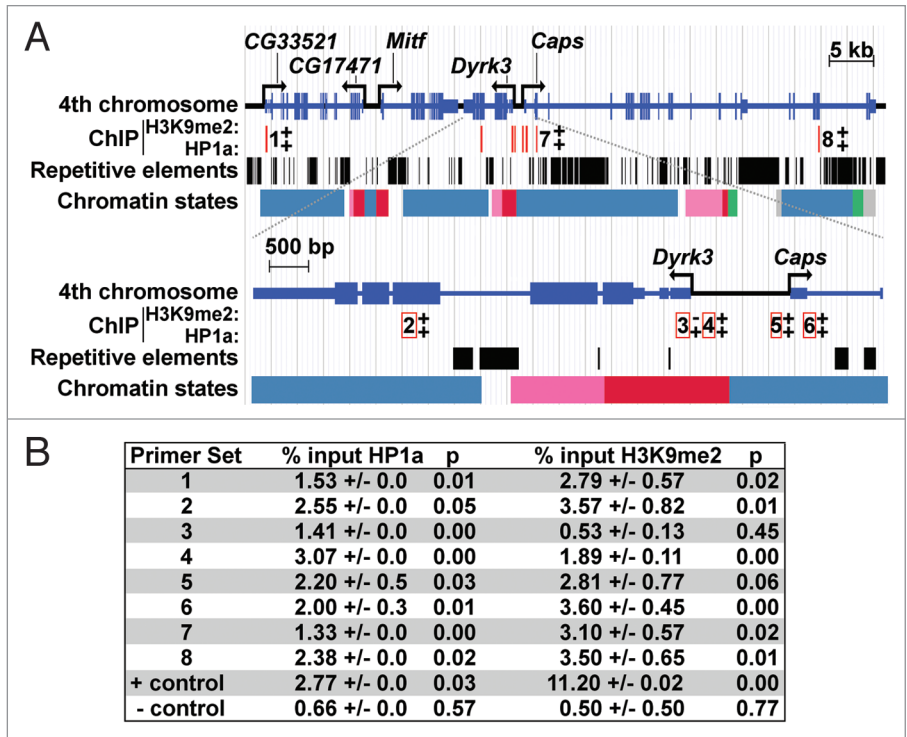 A
CG33521 Mitf Caps
CG17471 Dyrk3 5 kb
4th chromosome
ChIP H3K9me2: 1 + 7 + 8 +
HP1a: + + +
Repetitive elements
Chromatin states
500 bp
Dyrk3 Caps
4th chromosome
ChIP H3K9me2: 2 + 3 - 4 + 5 + 6 +
HP1a: + + + + +
Repetitive elements
Chromatin states
B
Primer Set % input HP1a p % input H3K9me2 p
1 1.53 +/- 0.0 0.01 2.79 +/- 0.57 0.02
2 2.55 +/- 0.0 0.05 3.57 +/- 0.82 0.01
3 1.41 +/- 0.0 0.00 0.53 +/- 0.13 0.45
4 3.07 +/- 0.0 0.00 1.89 +/- 0.11 0.00
5 2.20 +/- 0.5 0.03 2.81 +/- 0.77 0.06
6 2.00 +/- 0.3 0.01 3.60 +/- 0.45 0.00
7 1.33 +/- 0.0 0.00 3.10 +/- 0.57 0.02
8 2.38 +/- 0.0 0.02 3.50 +/- 0.65 0.01
+ control 2.77 +/- 0.0 0.03 11.20 +/- 0.02 0.00
- control 0.66 +/- 0.0 0.57 0.50 +/- 0.50 0.77